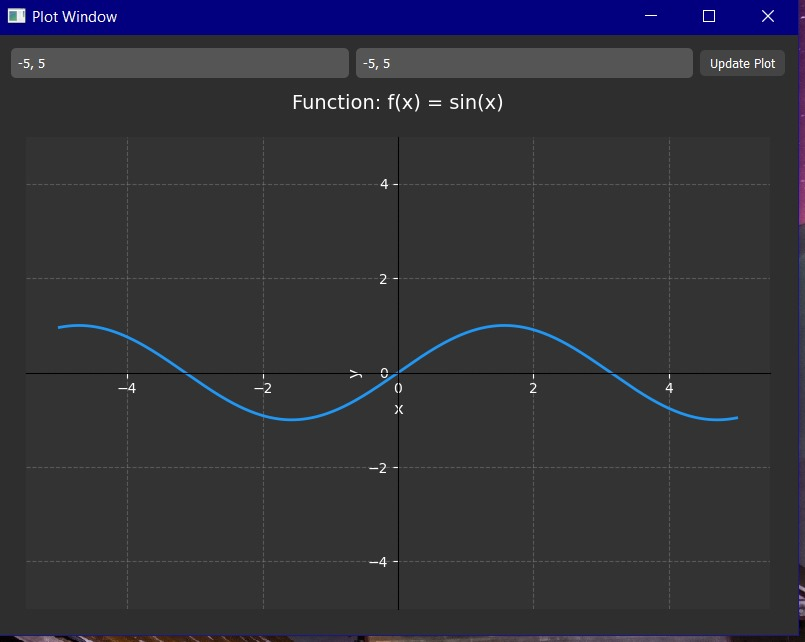 Plot Window
-5, 5
-5, 5
Update Plot
Function: f(x) = sin(x)
4
2
y
0
−4
−2
0
2
4
x
−2
−4